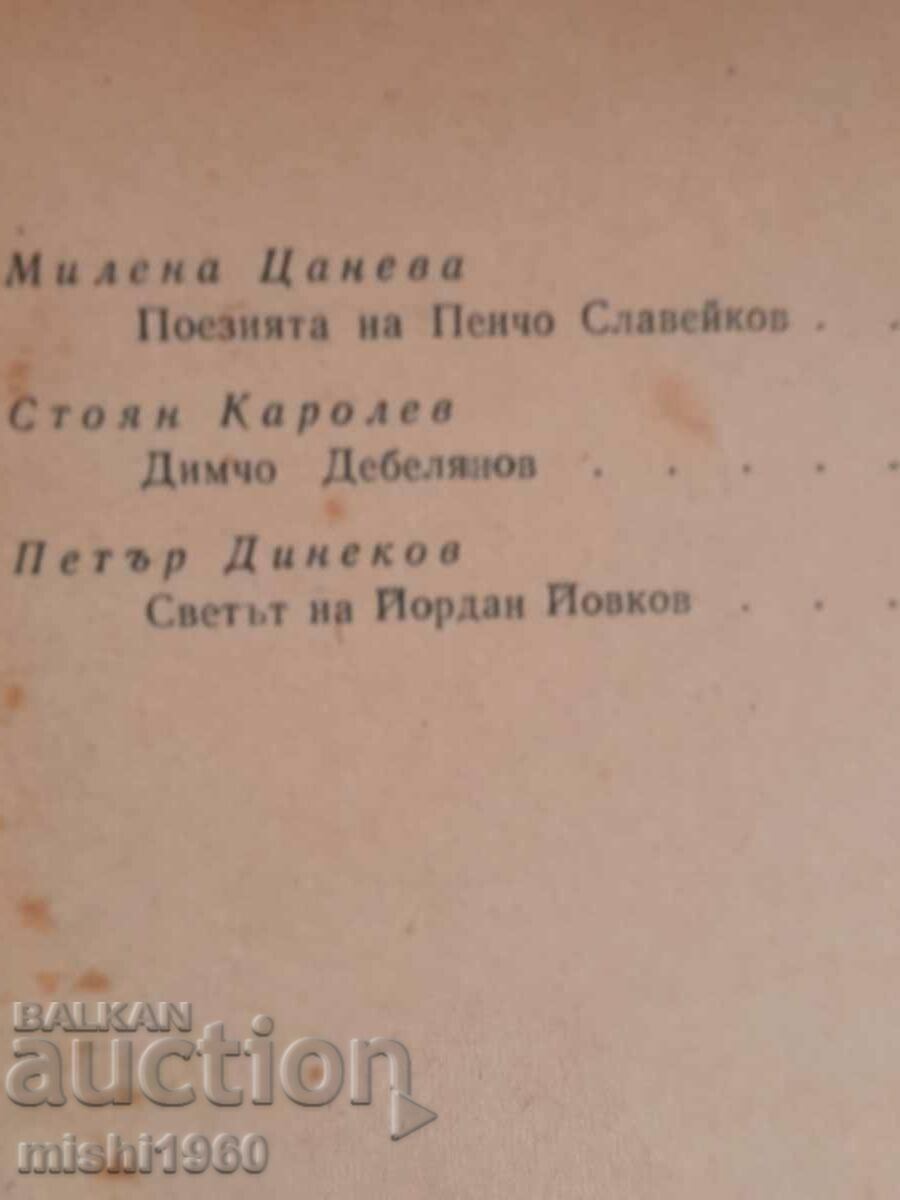 Милена Цанева
Поезията на Пенчо Славейков . .
Стоян Каролев
Димчо Дебелянов . . . . .
Петър Динеков
Светът на Йордан Йовков . . .
BALKAN
auction
mishi1960